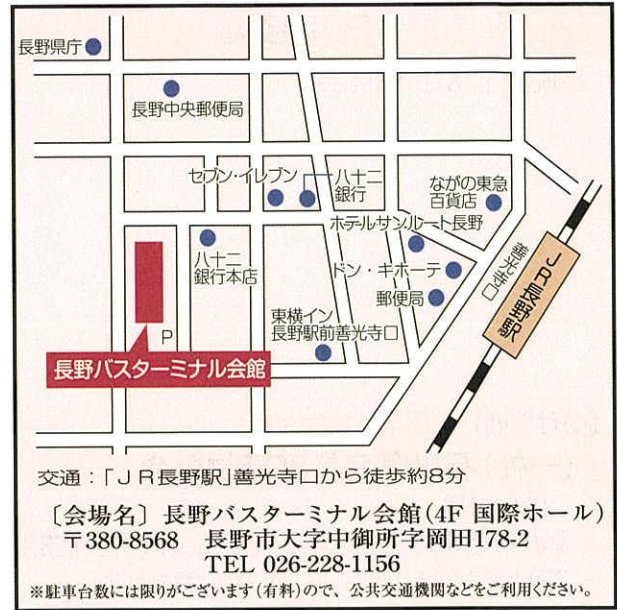 長野県庁
長野中央郵便局
セブン・イレブン
八十二
銀行
ながの東急
百貨店
ホテルサンルート長野
八十二
銀行本店
ドン・キホーテ
郵便局
善光寺口
JR長野駅
東横イン
長野駅前善光寺口
P
長野バスターミナル会館
交通：「ＪＲ長野駅」善光寺口から徒歩約8分
〔会場名〕長野バスターミナル会館(4F 国際ホール)
〒380-8568　長野市大字中御所字岡田178-2
TEL 026-228-1156
※駐車台数には限りがございます(有料)ので、公共交通機関などをご利用ください。